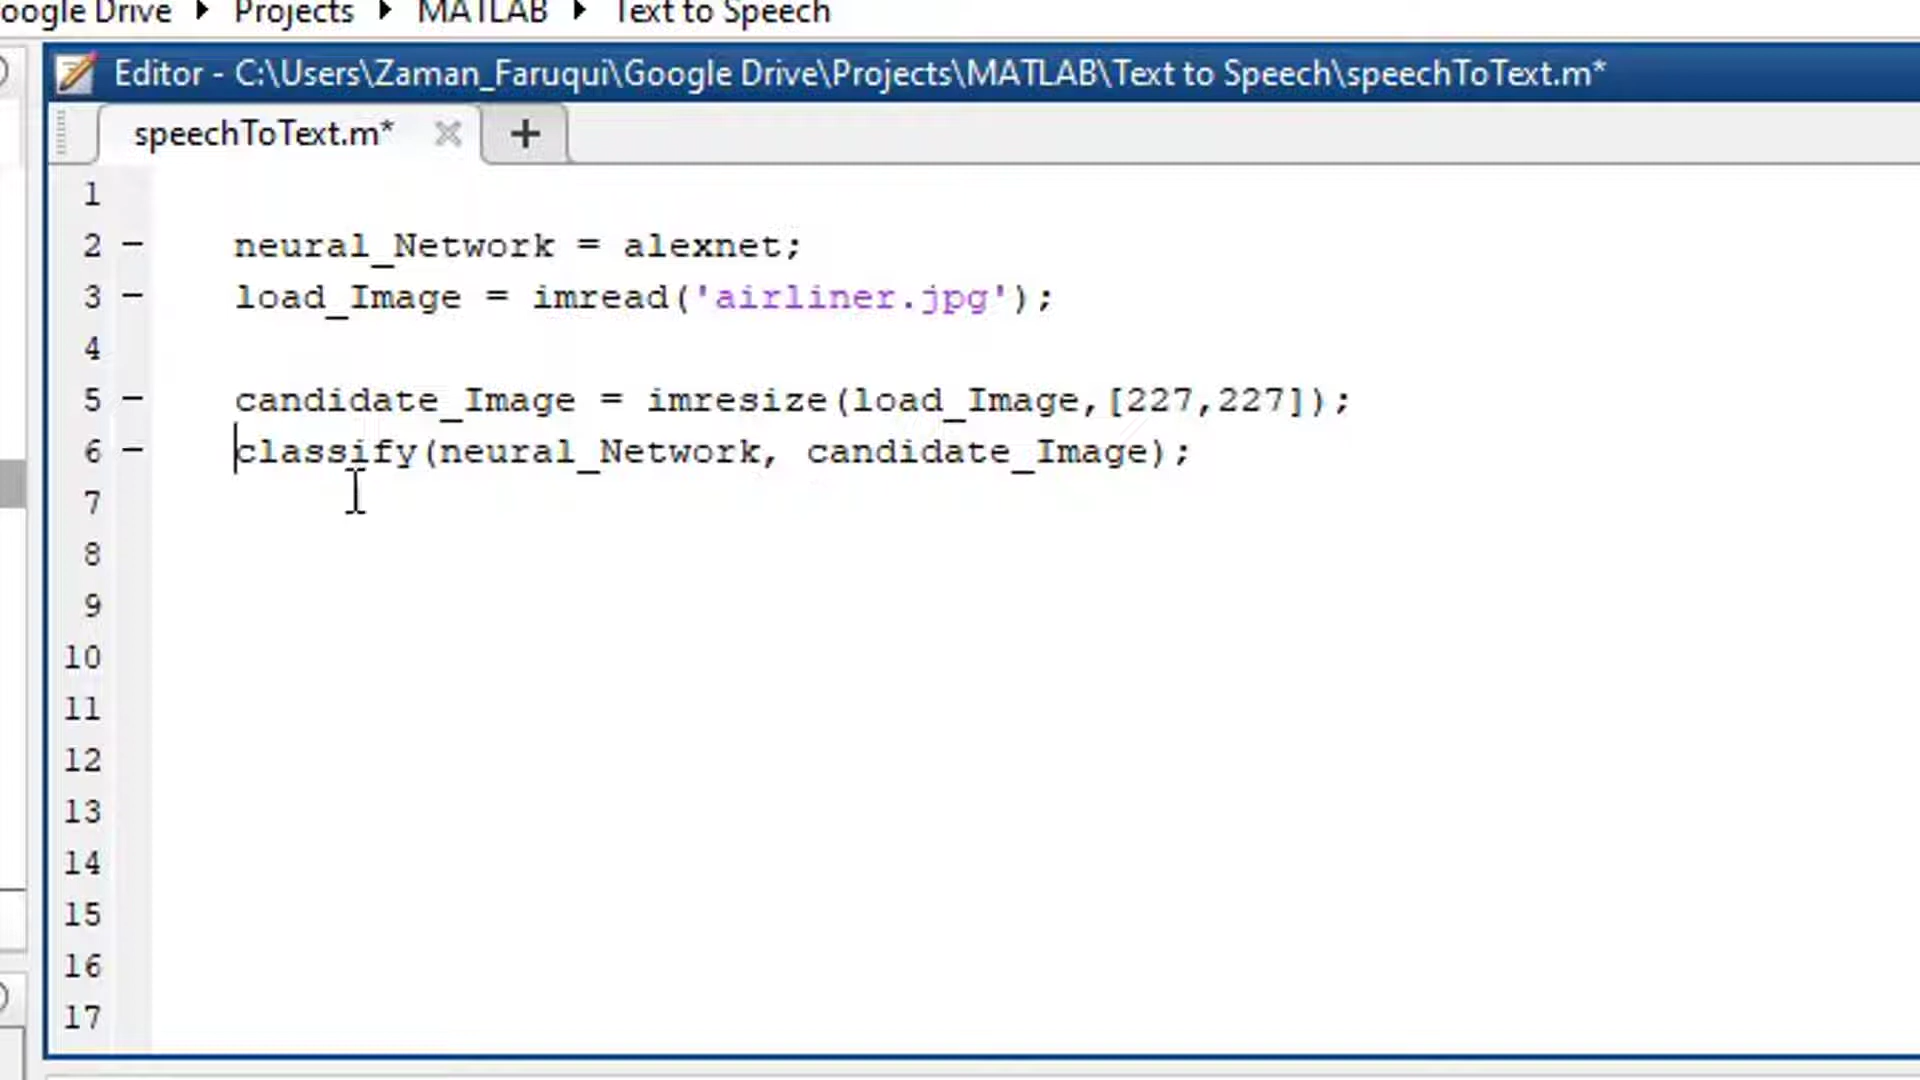 oogle Drive ▸ Projects ▸ MATLAB ▸ Text to Speech
Editor - C:\Users\Zaman_Faruqui\Google Drive\Projects\MATLAB\Text to Speech\speechToText.m*
speechToText.m*
1
2 - neural_Network = alexnet;
3 - load_Image = imread('airliner.jpg');
4
5 - candidate_Image = imresize(load_Image,[227,227]);
6 - classify(neural_Network, candidate_Image);
7
8
9
10
11
12
13
14
15
16
17